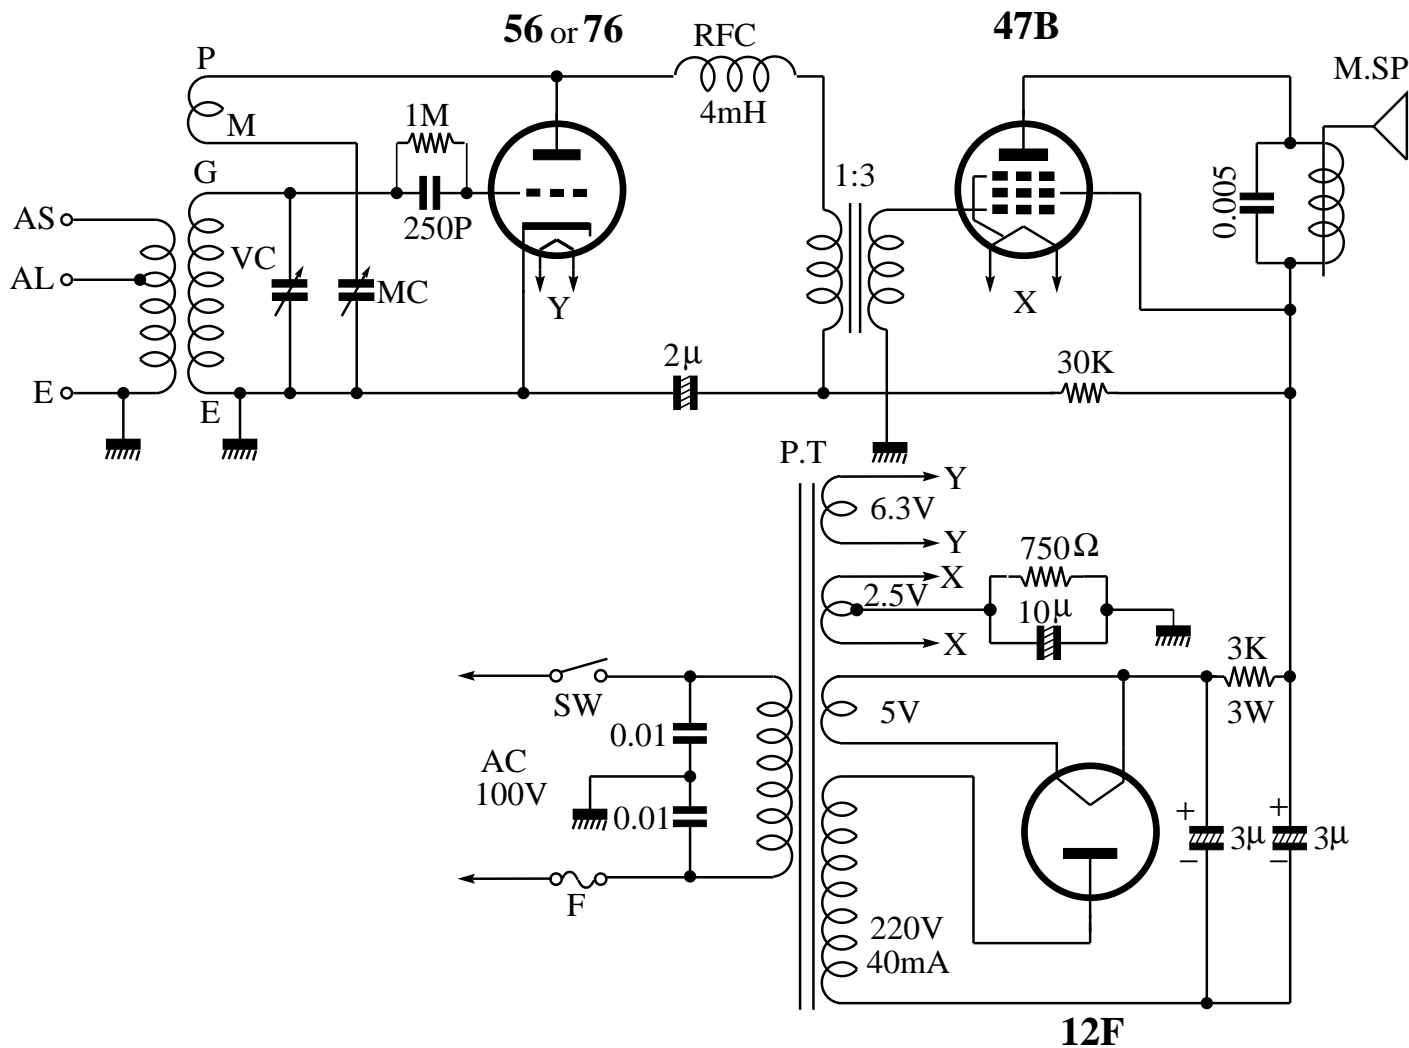 56 or 76
RFC
47B
M.SP
P
M
1M
4mH
G
250P
1:3
0.005
AS
AL
VC
MC
Y
X
E
E
2μ
30K
P.T
Y
6.3V
Y
750Ω
X
2.5V
10μ
X
3K
3W
SW
5V
0.01
AC
100V
0.01
F
+
3μ
−
+
3μ
−
220V
40mA
12F